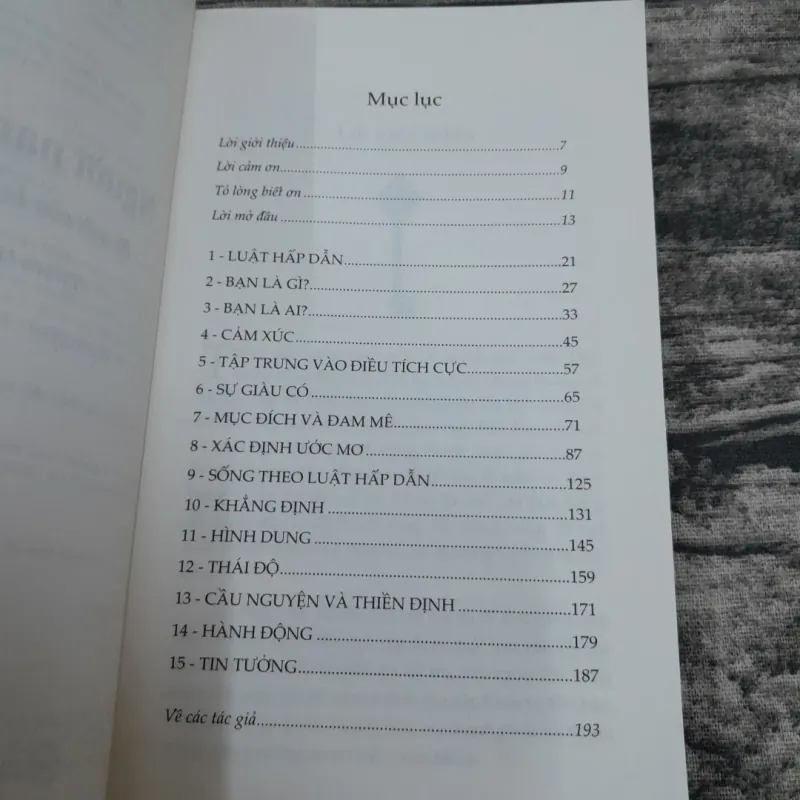 Mục lục
Lời giới thiệu 7
Lời cảm ơn 9
Tỏ lòng biết ơn 11
Lời mở đầu 13
1 - LUẬT HẤP DẪN 21
2 - BẠN LÀ GÌ? 27
3 - BẠN LÀ AI? 33
4 - CẢM XÚC 45
5 - TẬP TRUNG VÀO ĐIỀU TÍCH CỰC 57
6 - SỰ GIÀU CÓ 65
7 - MỤC ĐÍCH VÀ ĐAM MÊ 71
8 - XÁC ĐỊNH ƯỚC MƠ 87
9 - SỐNG THEO LUẬT HẤP DẪN 125
10 - KHẲNG ĐỊNH 131
11 - HÌNH DUNG 145
12 - THÁI ĐỘ 159
13 - CẦU NGUYỆN VÀ THIỀN ĐỊNH 171
14 - HÀNH ĐỘNG 179
15 - TIN TƯỞNG 187
Về các tác giả 193